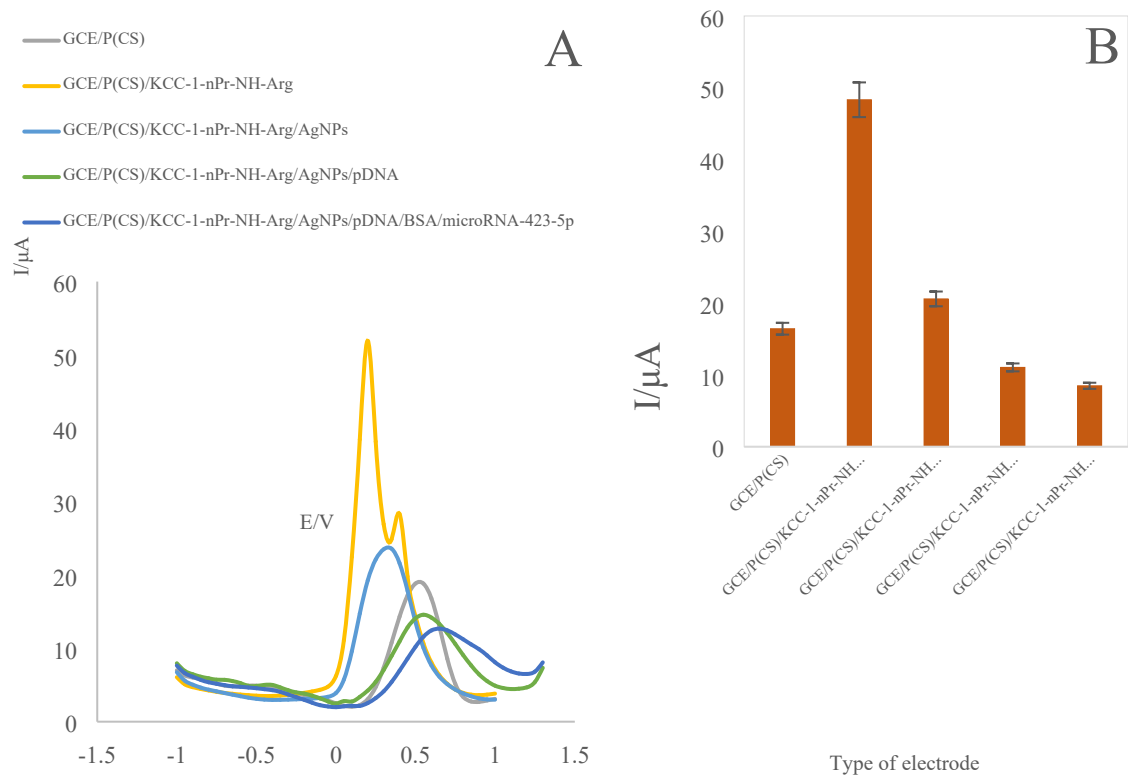 A
GCE/P(CS)
GCE/P(CS)/KCC-1-nPr-NH-Arg
GCE/P(CS)/KCC-1-nPr-NH-Arg/AgNPs
GCE/P(CS)/KCC-1-nPr-NH-Arg/AgNPs/pDNA
GCE/P(CS)/KCC-1-nPr-NH-Arg/AgNPs/pDNA/BSA/microRNA-423-5p
I/µA
60
50
40
30
20
10
0
E/V
-1.5 -1 -0.5 0 0.5 1 1.5
B
60
50
40
30
20
10
0
I/µA
GCE/P(CS)
GCE/P(CS)/KCC-1-nPr-NH...
GCE/P(CS)/KCC-1-nPr-NH...
GCE/P(CS)/KCC-1-nPr-NH...
GCE/P(CS)/KCC-1-nPr-NH...
Type of electrode